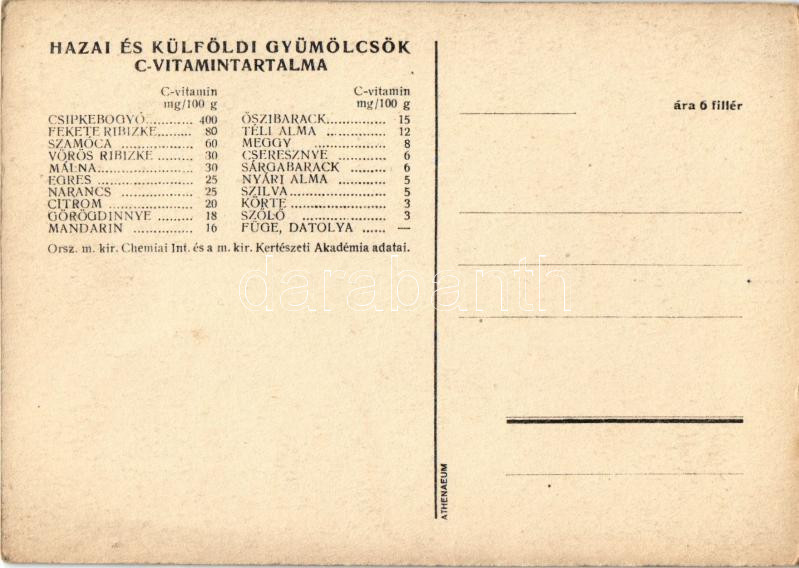 HAZAI ÉS KÜLFÖLDI GYÜMÖLCSÖK
C-VITAMINTARTALMA
C-vitamin
mg/100 g
CSIPKEBOGYÓ............ 400
FEKETE RIBIZKE........ 80
SZAMÓCA ................ 60
VÖRÖS RIBIZKE ........ 30
MÁLNA.................... 30
EGRES .................... 25
NARANCS ................ 25
CITROM .................. 20
GÖRÖGDINNYE ......... 18
MANDARIN .............. 16
C-vitamin
mg/100 g
ŐSZIBARACK.............. 15
TÉLI ALMA .............. 12
MEGGY .................. 8
CSERESZNYE ............ 6
SÁRGABARACK ......... 6
NYÁRI ALMA ............ 5
SZILVA.................... 5
KÖRTE .................... 3
SZŐLŐ .................... 3
FÜGE, DATOLYA ...... —
Orsz. m. kir. Chemiai Int. és a m. kir. Kertészeti Akadémia adatai.
ára 6 fillér
ATHENAEUM
darabanth